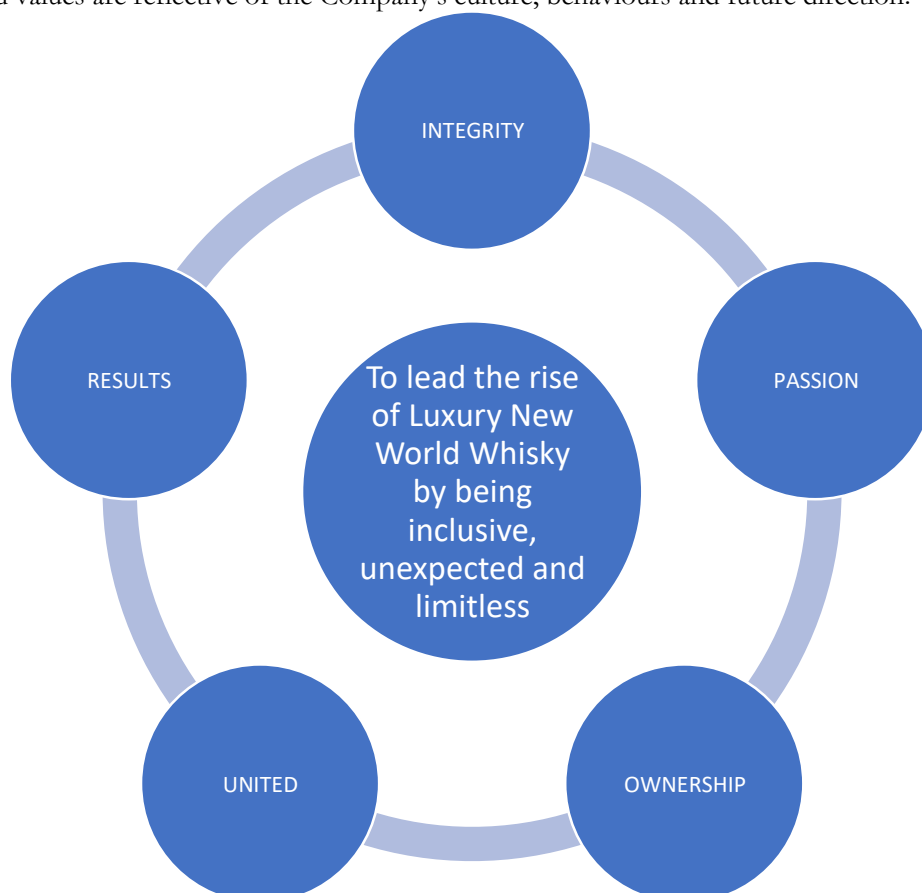 d values are reflective of the Company's culture, behaviours and future direction.
INTEGRITY
RESULTS
PASSION
To lead the rise
of Luxury New
World Whisky
by being
inclusive,
unexpected and
limitless
UNITED
OWNERSHIP